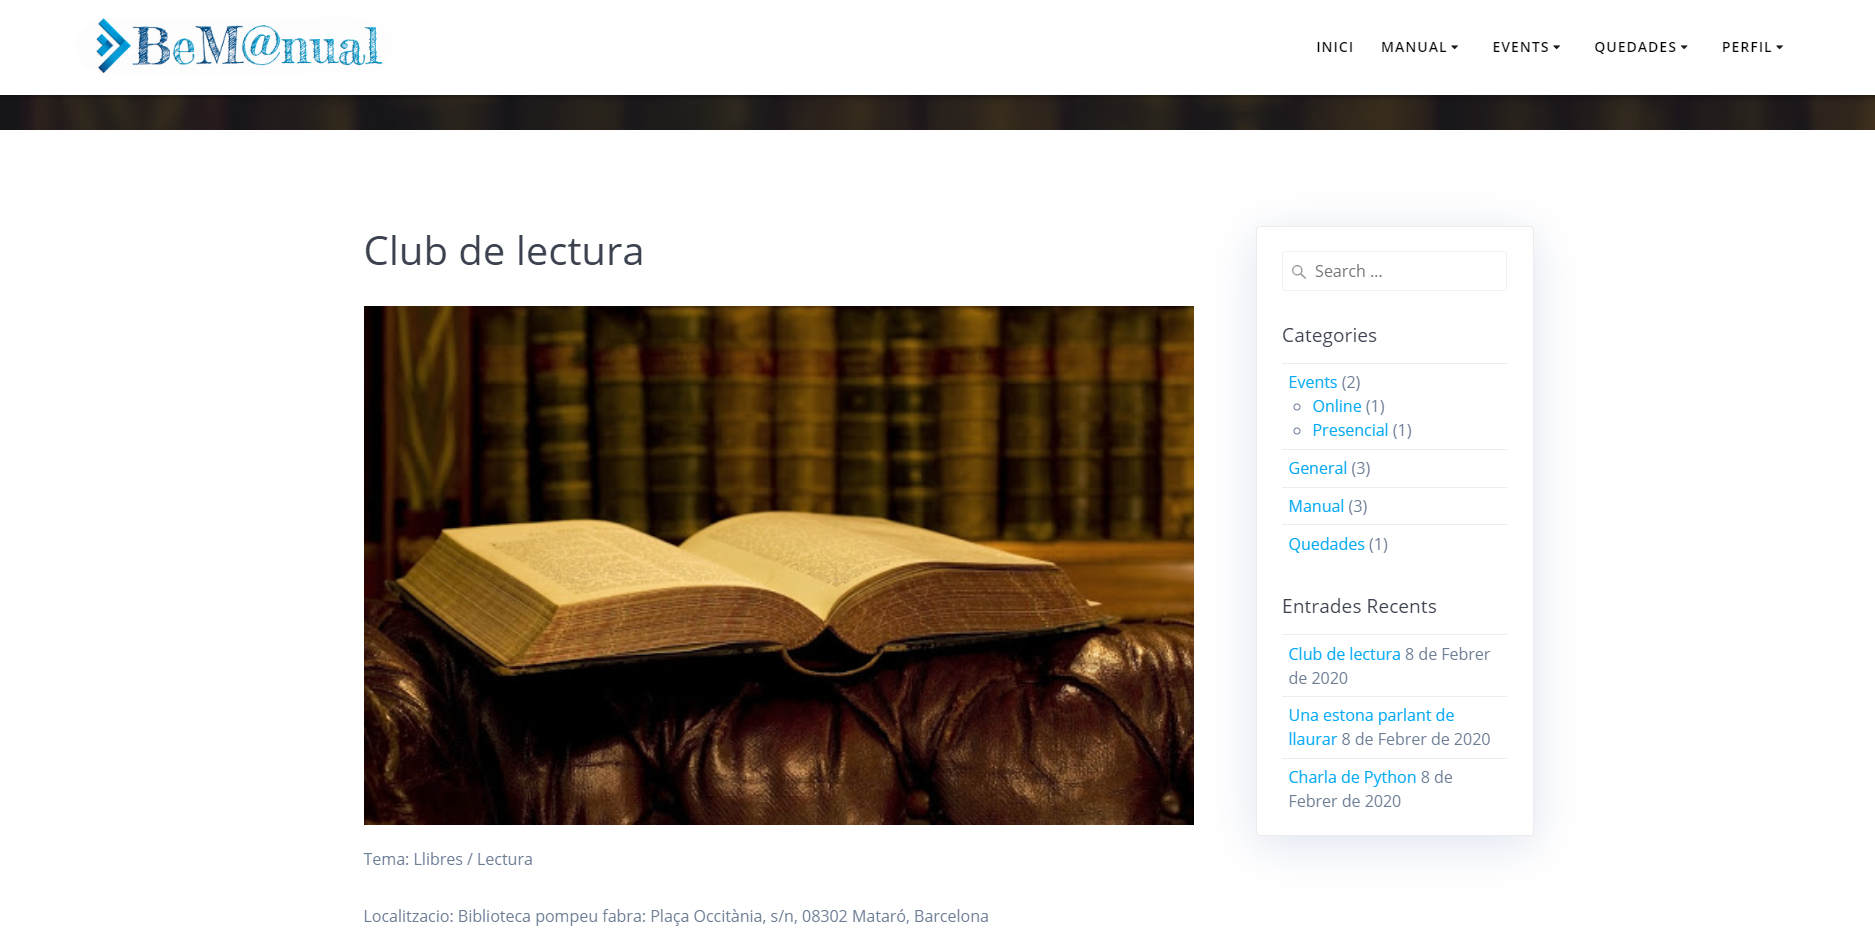 BeM@nual
INICI
MANUAL
EVENTS
QUEDADES
PERFIL
Club de lectura
Tema: Llibres / Lectura
Localitzacio: Biblioteca pompeu fabra: Plaça Occitània, s/n, 08302 Mataró, Barcelona
Search ...
Categories
Events (2)
Online (1)
Presencial (1)
General (3)
Manual (3)
Quedades (1)
Entrades Recents
Club de lectura 8 de Febrer
de 2020
Una estona parlant de
llaurar 8 de Febrer de 2020
Charla de Python 8 de
Febrer de 2020